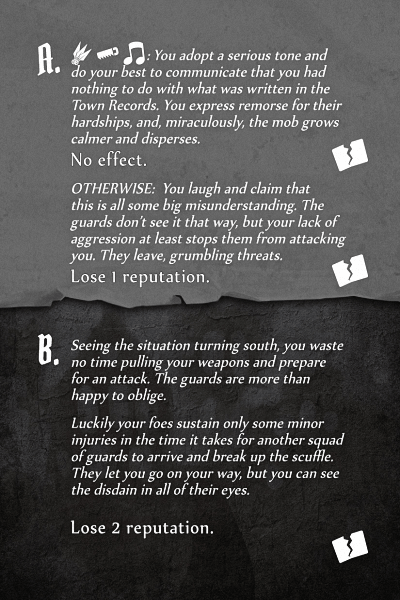 A. : You adopt a serious tone and
do your best to communicate that you had
nothing to do with what was written in the
Town Records. You express remorse for their
hardships, and, miraculously, the mob grows
calmer and disperses.
No effect.
OTHERWISE: You laugh and claim that
this is all some big misunderstanding. The
guards don't see it that way, but your lack of
aggression at least stops them from attacking
you. They leave, grumbling threats.
Lose 1 reputation.
B. Seeing the situation turning south, you waste
no time pulling your weapons and prepare
for an attack. The guards are more than
happy to oblige.
Luckily your foes sustain only some minor
injuries in the time it takes for another squad
of guards to arrive and break up the scuffle.
They let you go on your way, but you can see
the disdain in all of their eyes.
Lose 2 reputation.